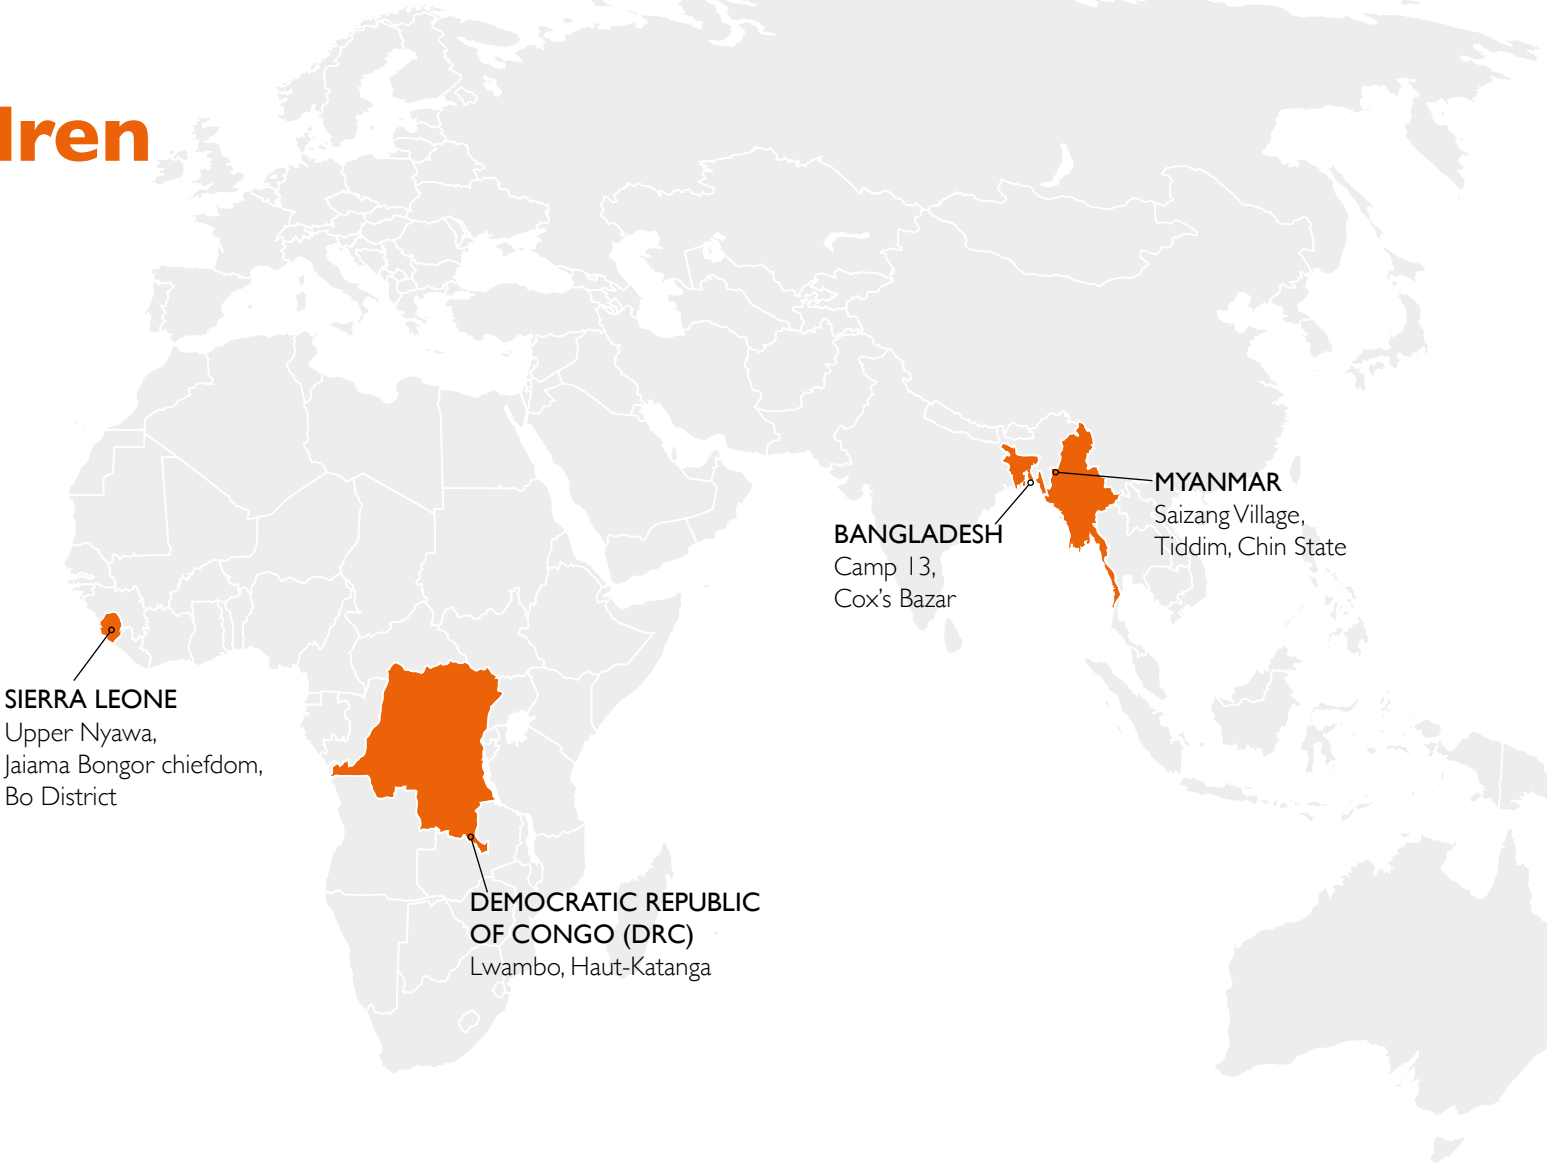 lren
MYANMAR
Saizang Village,
Tiddim, Chin State
BANGLADESH
Camp 13,
Cox's Bazar
SIERRA LEONE
Upper Nyawa,
Jaiama Bongor chiefdom,
Bo District
DEMOCRATIC REPUBLIC
OF CONGO (DRC)
Lwambo, Haut-Katanga